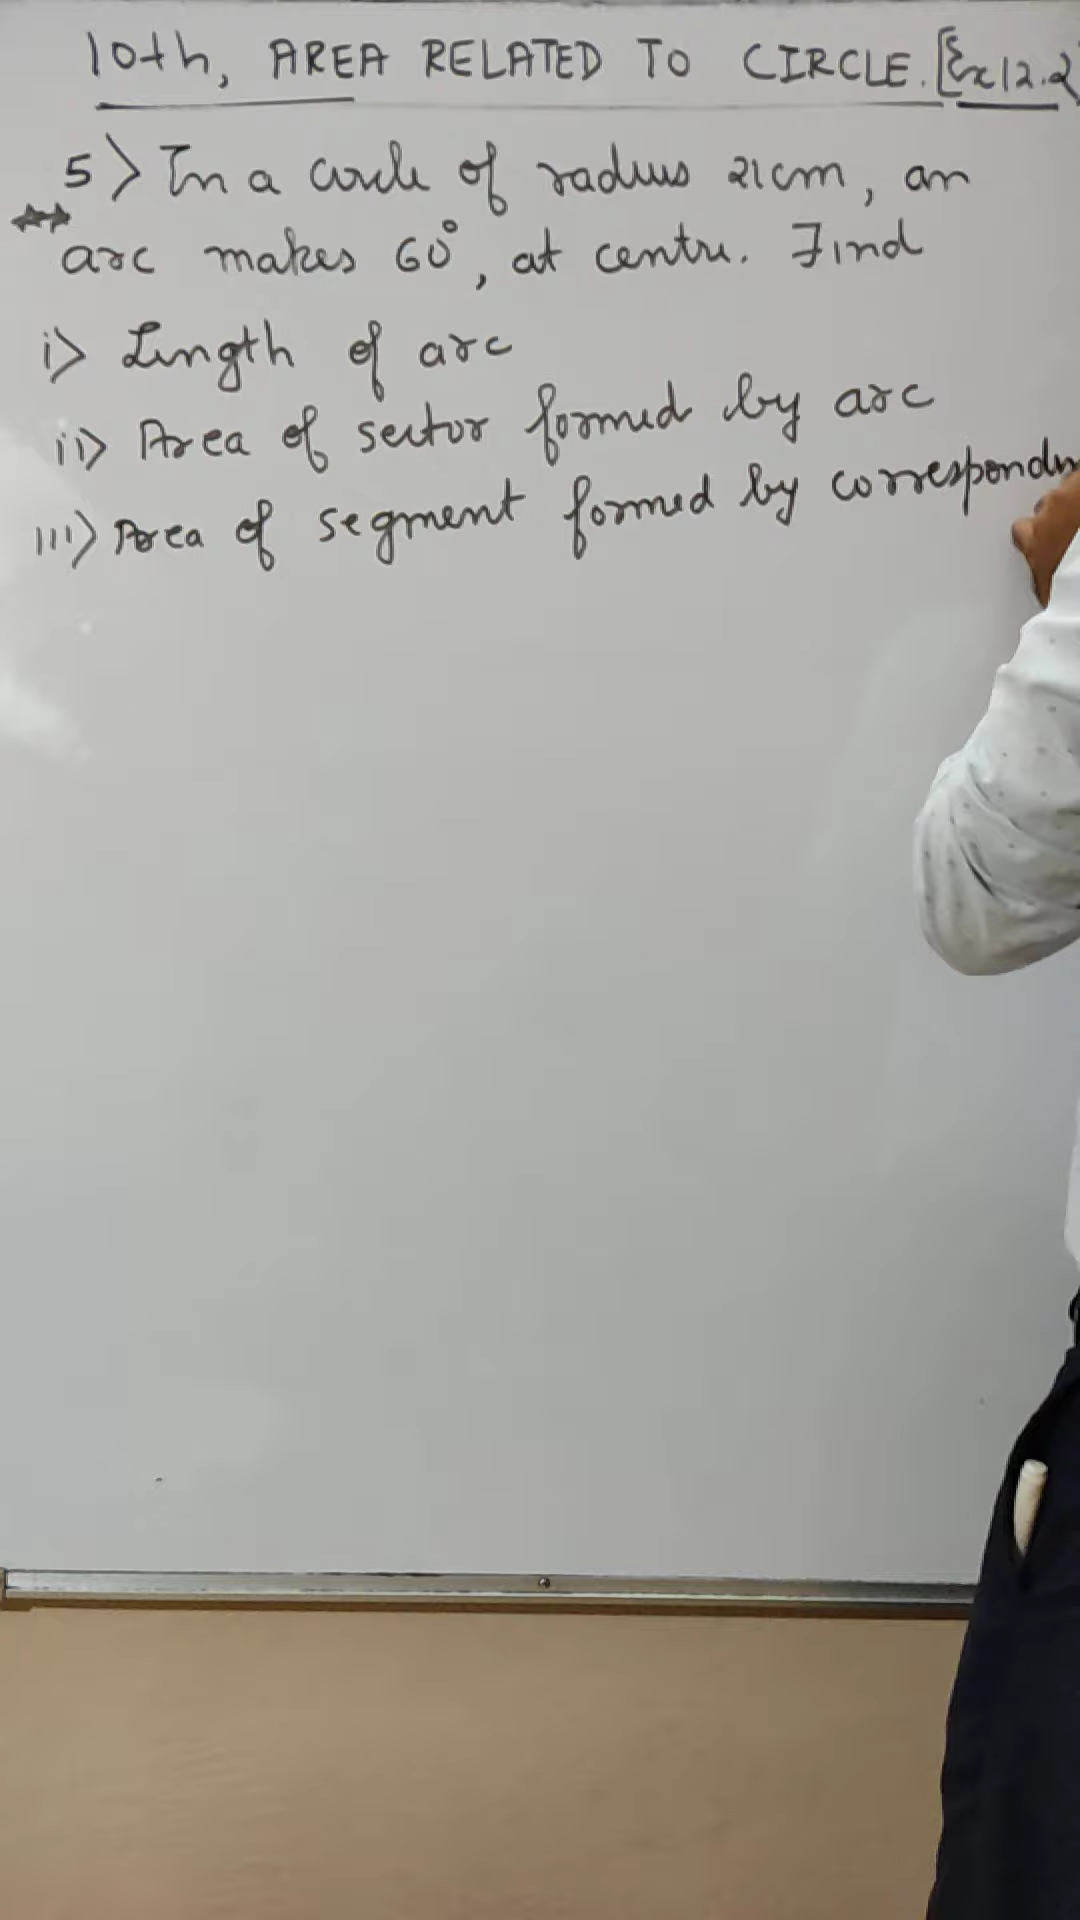 10th, AREA RELATED TO CIRCLE. [Ex12.2]
5> In a circle of radius 21cm, an
arc makes 60°, at centre. Find
i> Length of arc
ii> Area of sector formed by arc
iii> Area of segment formed by correspondin